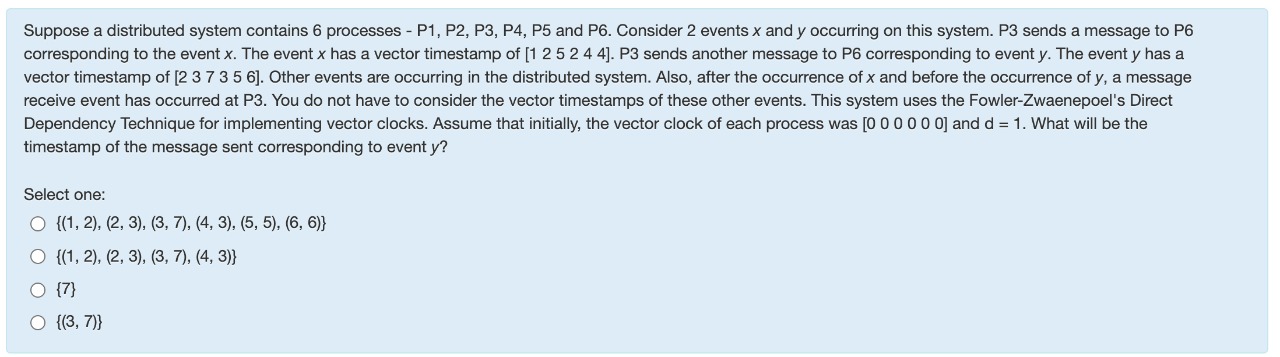 Suppose a distributed system contains 6 processes - P1, P2, P3, P4, P5 and P6. Consider 2 events x and y occurring on this system. P3 sends a message to P6
corresponding to the event x. The event x has a vector timestamp of [1 2 5 2 4 4]. P3 sends another message to P6 corresponding to event y. The event y has a
vector timestamp of [2 3 7 3 5 6]. Other events are occurring in the distributed system. Also, after the occurrence of x and before the occurrence of y, a message
receive event has occurred at P3. You do not have to consider the vector timestamps of these other events. This system uses the Fowler-Zwaenepoel's Direct
Dependency Technique for implementing vector clocks. Assume that initially, the vector clock of each process was [0 0 0 0 0 0] and d = 1. What will be the
timestamp of the message sent corresponding to event y?
Select one:
{(1, 2), (2, 3), (3, 7), (4, 3), (5, 5), (6, 6)}
{(1, 2), (2, 3), (3, 7), (4, 3)}
{7}
{(3, 7)}